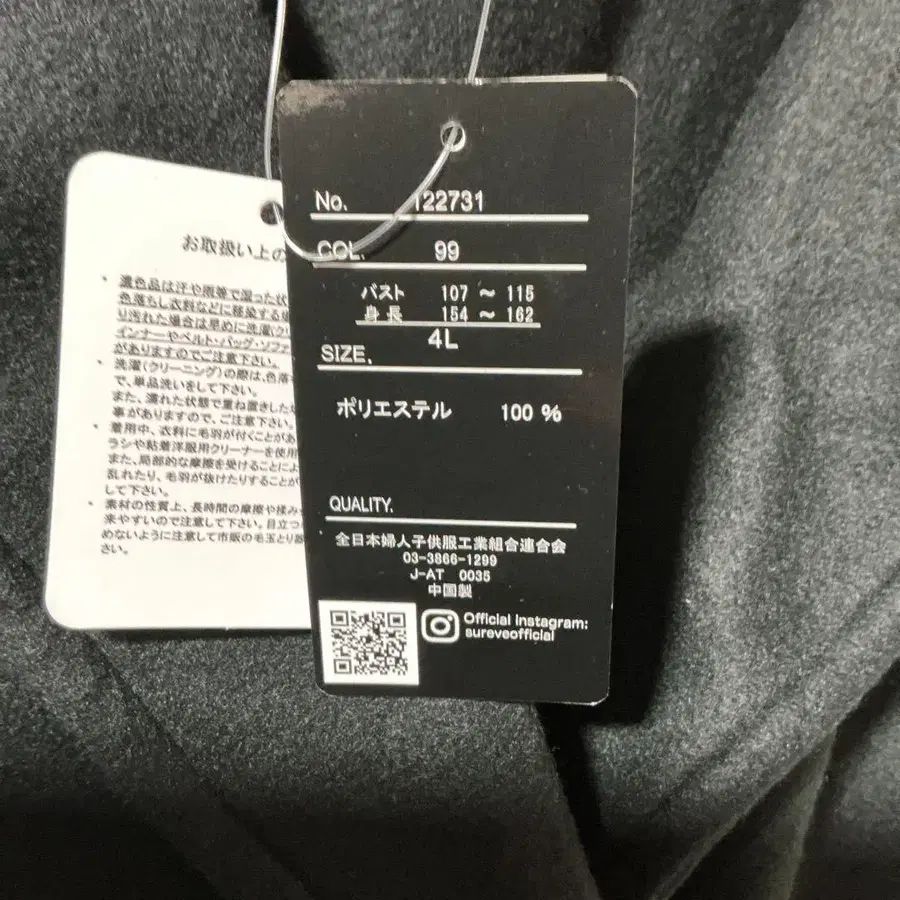 お取扱い上の
・ 濃色品は汗や雨等で湿った状
色落ちし衣料などに移染する場
り汚れた場合は早めに洗濯(ク
インナーやベルト・バッグ・ソファ
がありますのでご注意下さい。
・ 洗濯(クリーニング)の際は、色落
で、単品洗いをして下さい。
また、濡れた状態で重ね置きした
事がありますので、ご注意下さい。
・ 着用中、衣料に毛羽が付くことがあ
ラシや粘着洋服用クリーナーを使用
また、局部的な摩擦を受けることによ
乱れたり、毛羽が抜けたりすることが
して下さい。
・ 素材の性質上、長時間の摩擦や揉み
来やすいので注意して下さい。目立つ
めないように注意して市販の毛玉とり
さい。
No. 122731
COL. 99
バスト 107 ~ 115
身長 154 ~ 162
4L
SIZE.
ポリエステル 100 %
QUALITY.
全日本婦人子供服工業組合連合会
03-3866-1299
J-AT 0035
中国製
Official instagram:
sureveofficial